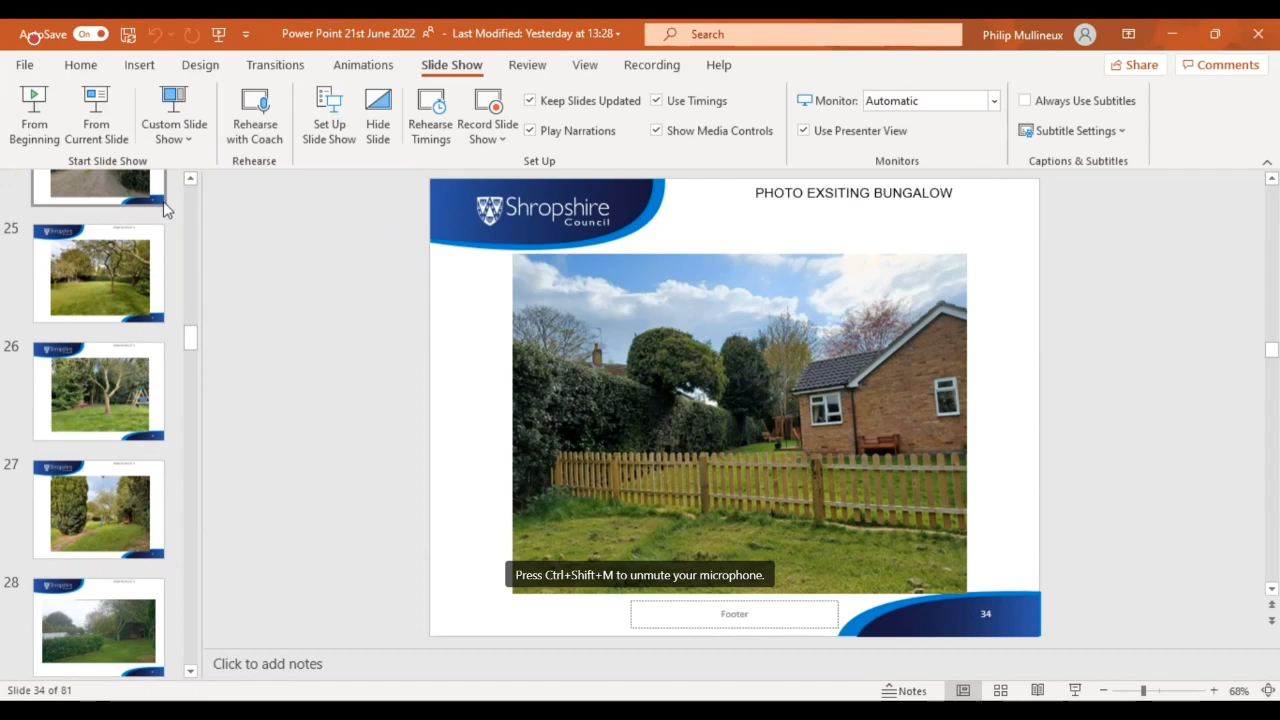 AutoSave On Power Point 21st June 2022 - Last Modified: Yesterday at 13:28 Search Philip Mullineux
File Home Insert Design Transitions Animations Slide Show Review View Recording Help Share Comments
From Beginning
From Current Slide
Custom Slide Show
Start Slide Show
Rehearse with Coach
Rehearse
Set Up Slide Show
Hide Slide
Rehearse Timings
Record Slide Show
Keep Slides Updated
Play Narrations
Use Timings
Show Media Controls
Set Up
Monitor: Automatic
Use Presenter View
Monitors
Always Use Subtitles
Subtitle Settings
Captions & Subtitles
25
26
27
28
Shropshire
Council
PHOTO EXSITING BUNGALOW
Press Ctrl+Shift+M to unmute your microphone.
Footer
34
Click to add notes
Slide 34 of 81
Notes
68%